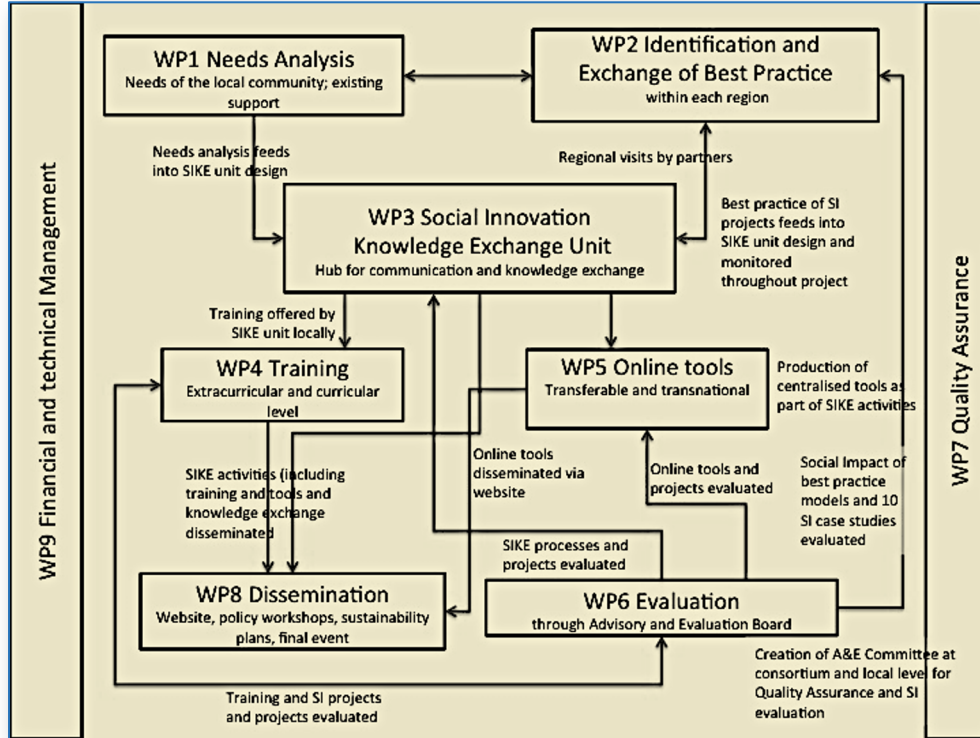 WP9 Financial and technical Management
WP1 Needs Analysis
Needs of the local community; existing
support
WP2 Identification and
Exchange of Best Practice
within each region
Needs analysis feeds
into SIKE unit design
Regional visits by partners
WP3 Social Innovation
Knowledge Exchange Unit
Hub for communication and knowledge exchange
Best practice of SI
projects feeds into
SIKE unit design and
monitored
throughout project
Training offered by
SIKE unit locally
WP4 Training
Extracurricular and curricular
level
WP5 Online tools
Transferable and transnational
Production of
centralised tools as
part of SIKE activities
SIKE activities (including
training and tools and
knowledge exchange
disseminated
Online tools
disseminated via
website
Online tools and
projects evaluated
Social Impact of
best practice
models and 10
SI case studies
evaluated
SIKE processes and
projects evaluated
WP8 Dissemination
Website, policy workshops, sustainability
plans, final event
WP6 Evaluation
through Advisory and Evaluation Board
Creation of A&E Committee at
consortium and local level for
Quality Assurance and SI
evaluation
Training and SI projects
and projects evaluated
WP7 Quality Assurance